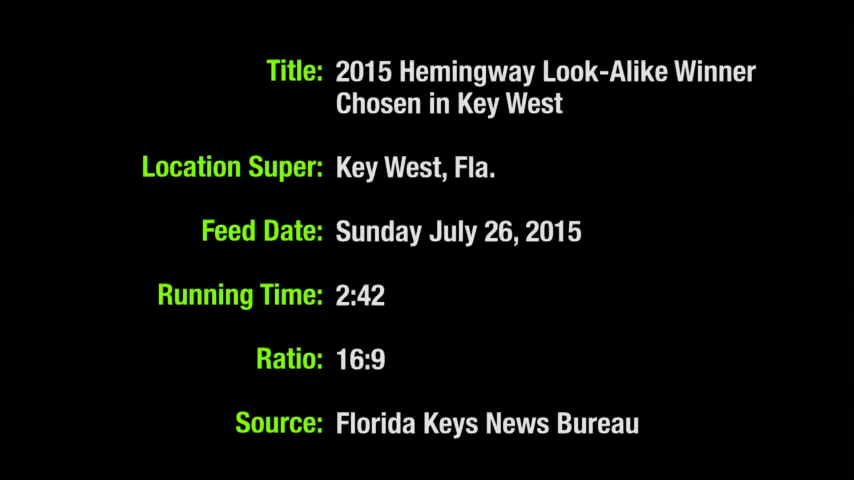 Title: 2015 Hemingway Look-Alike Winner
Chosen in Key West
Location Super: Key West, Fla.
Feed Date: Sunday July 26, 2015
Running Time: 2:42
Ratio: 16:9
Source: Florida Keys News Bureau